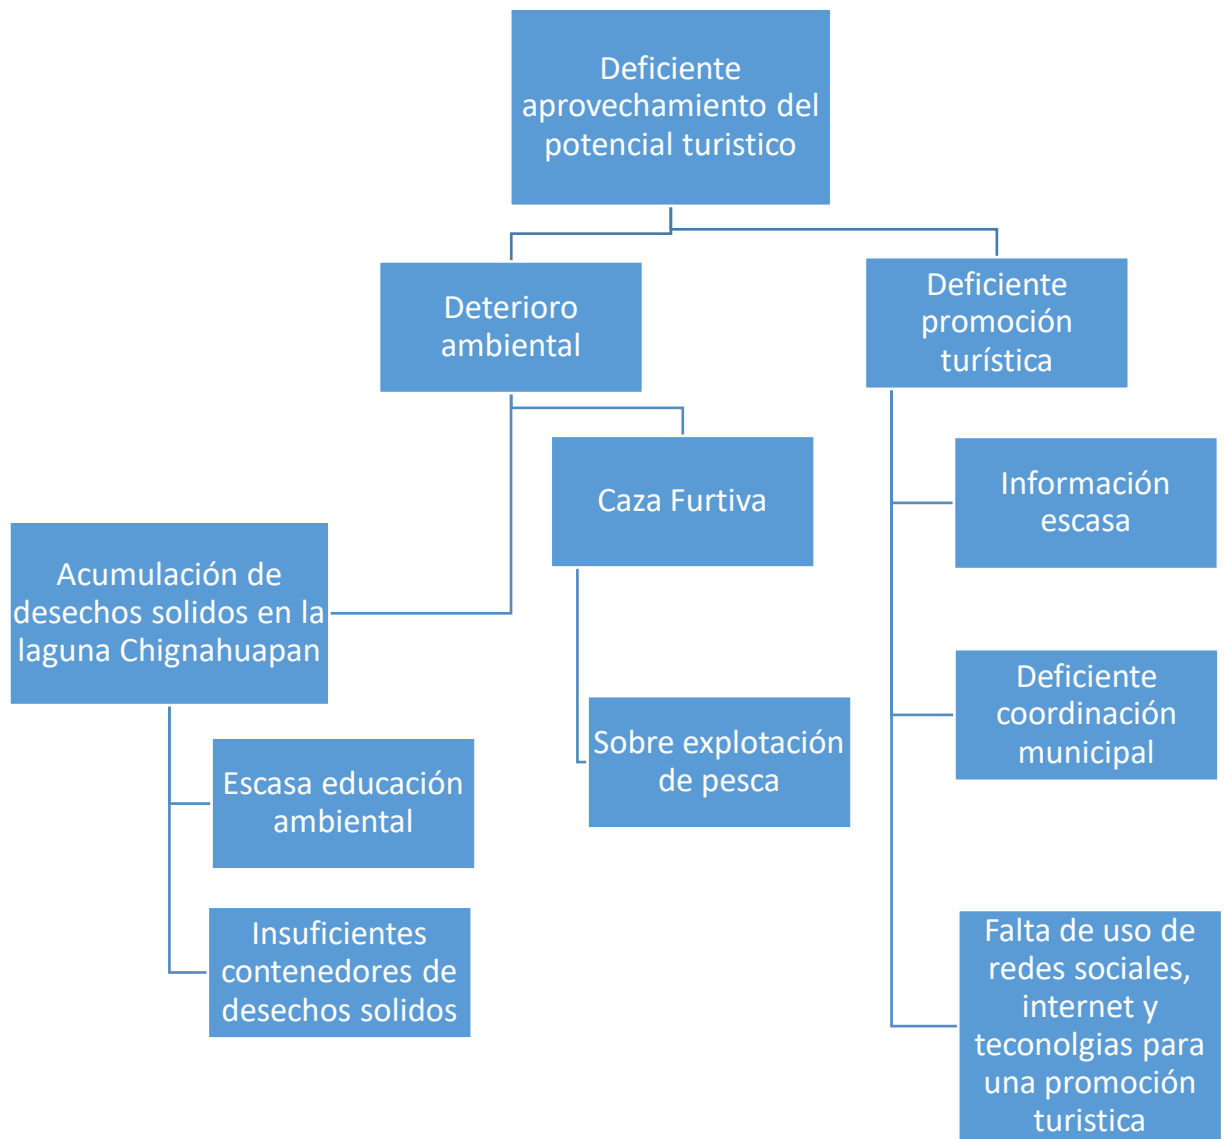 Deficiente
aprovechamiento del
potencial turistico
Deterioro
ambiental
Deficiente
promoción
turística
Caza Furtiva
Información
escasa
Acumulación de
desechos solidos en la
laguna Chignahuapan
Deficiente
coordinación
municipal
Sobre explotación
de pesca
Escasa educación
ambiental
Insuficientes
contenedores de
desechos solidos
Falta de uso de
redes sociales,
internet y
teconolgias para
una promoción
turistica